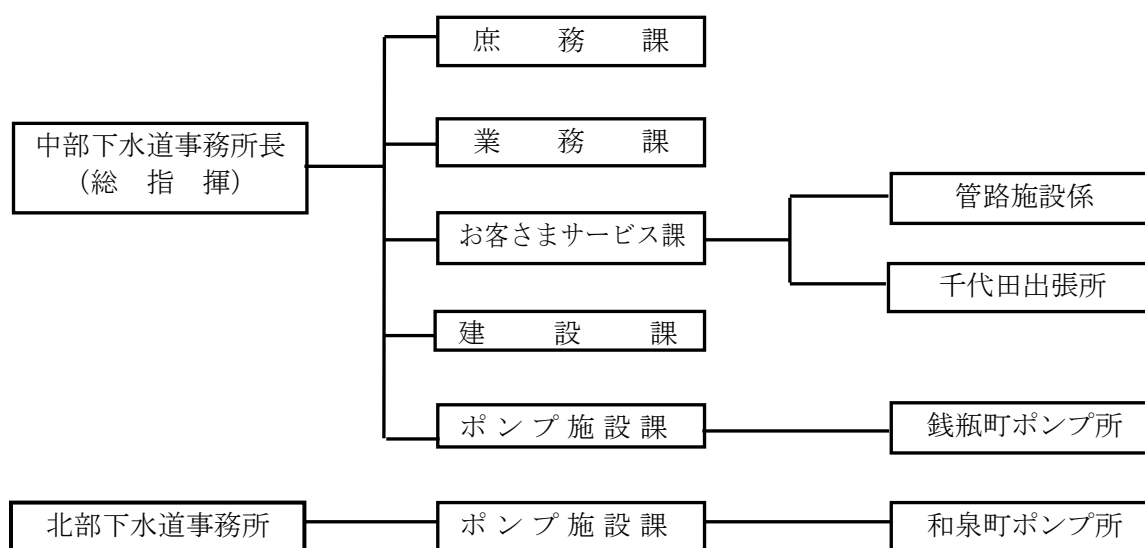 庶務課
業務課
中部下水道事務所長
(総指揮)
管路施設係
お客さまサービス課
千代田出張所
建設課
ポンプ施設課
銭瓶町ポンプ所
北部下水道事務所
ポンプ施設課
和泉町ポンプ所